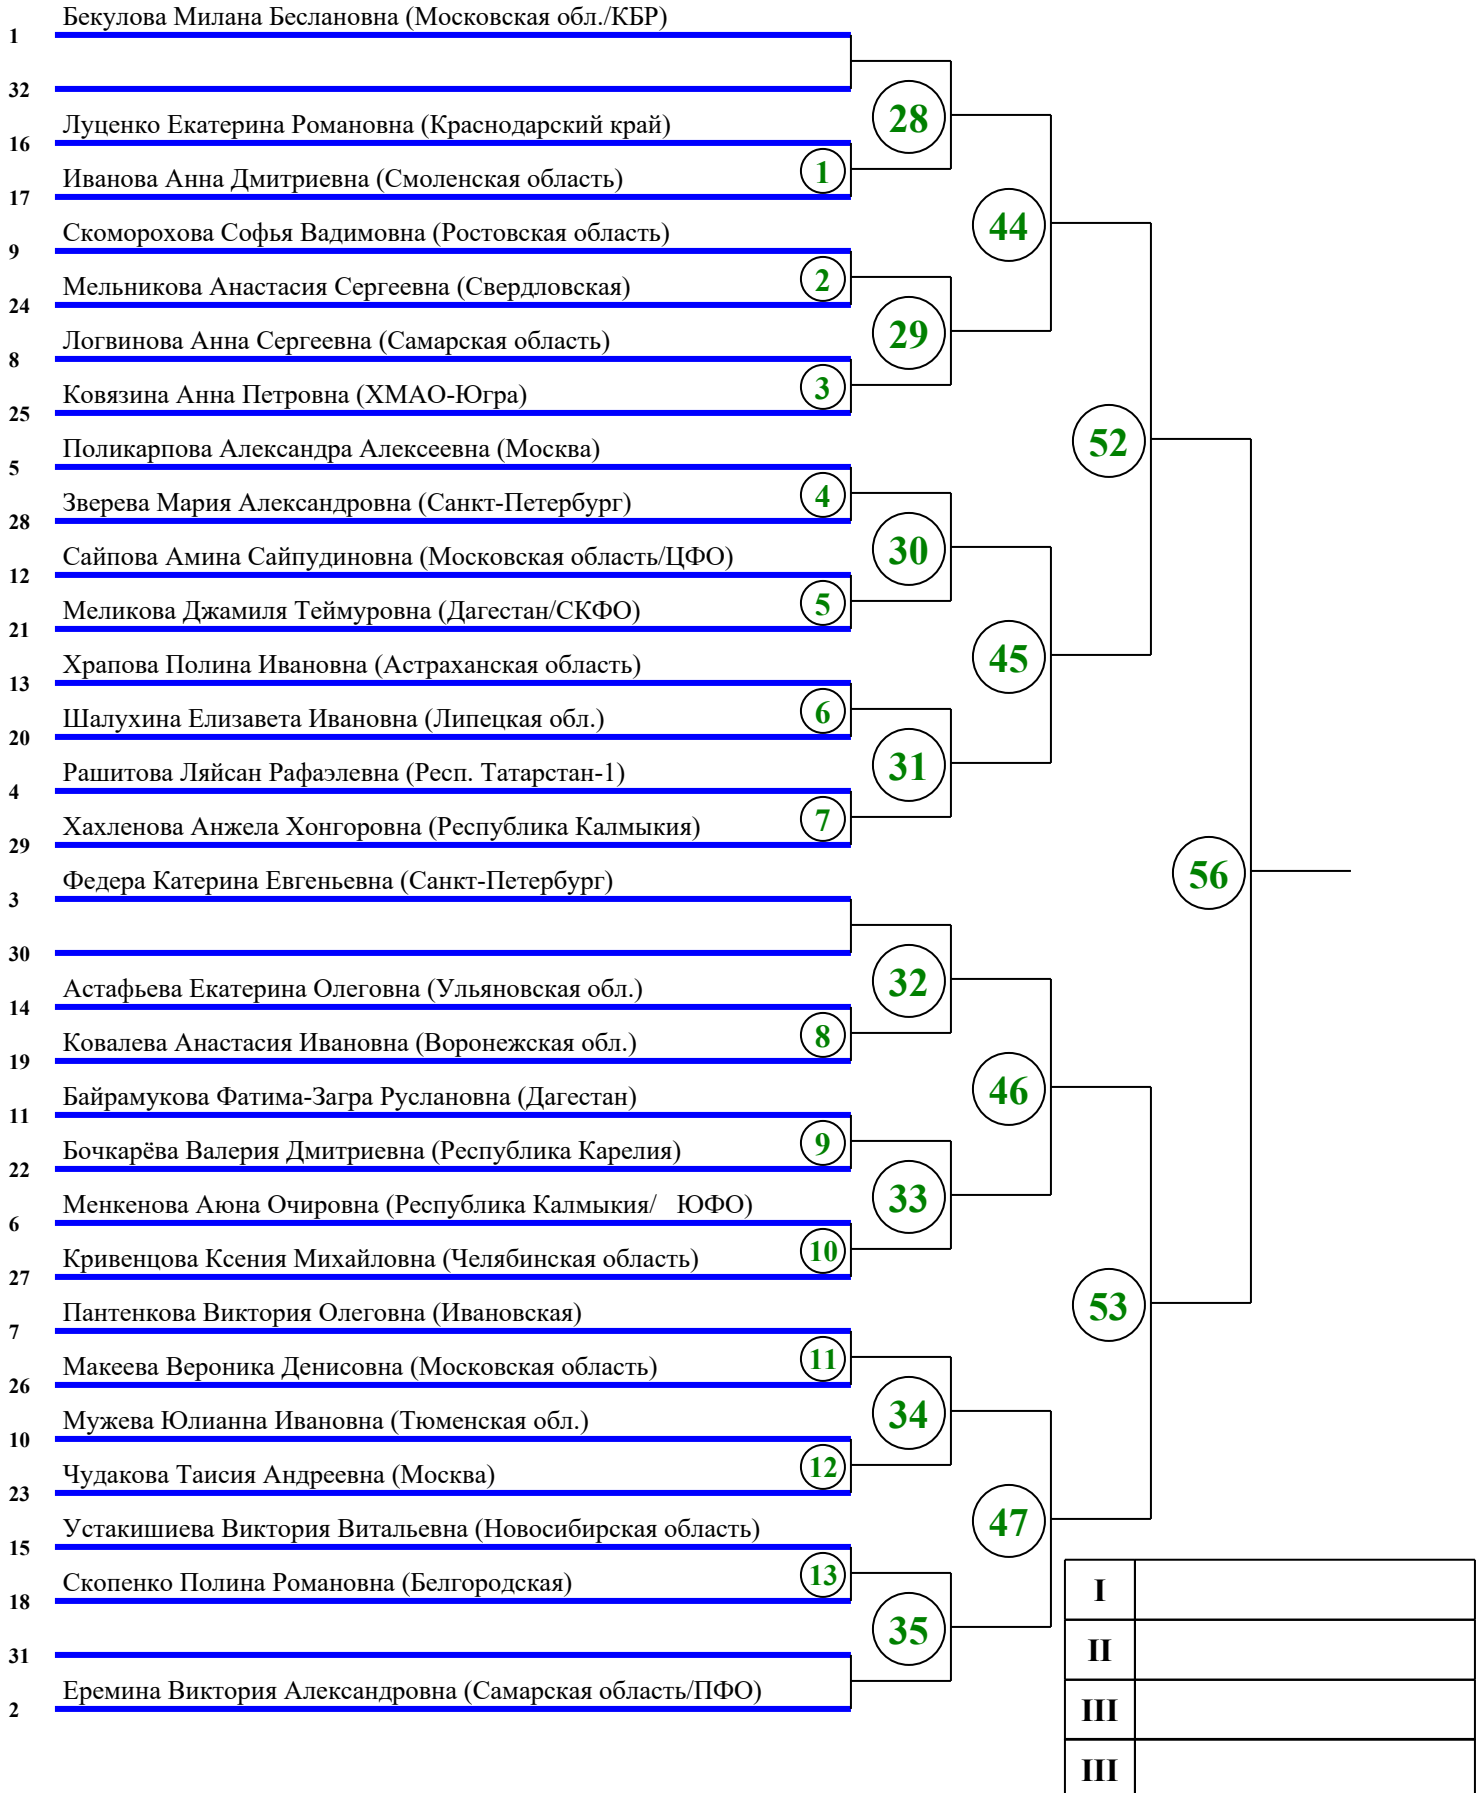 Бекулова Милана Беслановна (Московская обл./КБР)
1
32
28
Луценко Екатерина Романовна (Краснодарский край)
16
1
Иванова Анна Дмитриевна (Смоленская область)
17
44
Скоморохова Софья Вадимовна (Ростовская область)
9
2
Мельникова Анастасия Сергеевна (Свердловская)
24
29
Логвинова Анна Сергеевна (Самарская область)
8
3
Ковязина Анна Петровна (ХМАО-Югра)
25
52
Поликарпова Александра Алексеевна (Москва)
5
4
Зверева Мария Александровна (Санкт-Петербург)
28
30
Сайпова Амина Сайпудиновна (Московская область/ЦФО)
12
5
Меликова Джамиля Теймуровна (Дагестан/СКФО)
21
45
Храпова Полина Ивановна (Астраханская область)
13
6
Шалухина Елизавета Ивановна (Липецкая обл.)
20
31
Рашитова Ляйсан Рафаэлевна (Респ. Татарстан-1)
4
7
Хахленова Анжела Хонгоровна (Республика Калмыкия)
29
56
Федера Катерина Евгеньевна (Санкт-Петербург)
3
30
32
Астафьева Екатерина Олеговна (Ульяновская обл.)
14
8
Ковалева Анастасия Ивановна (Воронежская обл.)
19
46
Байрамукова Фатима-Загра Руслановна (Дагестан)
11
9
Бочкарёва Валерия Дмитриевна (Республика Карелия)
22
33
Менкенова Аюна Очировна (Республика Калмыкия/ ЮФО)
6
10
Кривенцова Ксения Михайловна (Челябинская область)
27
53
Пантенкова Виктория Олеговна (Ивановская)
7
11
Макеева Вероника Денисовна (Московская область)
26
34
Мужева Юлианна Ивановна (Тюменская обл.)
10
12
Чудакова Таисия Андреевна (Москва)
23
47
Устакишиева Виктория Витальевна (Новосибирская область)
15
13
Скопенко Полина Романовна (Белгородская)
18
35
31
Еремина Виктория Александровна (Самарская область/ПФО)
2
I
II
III
III